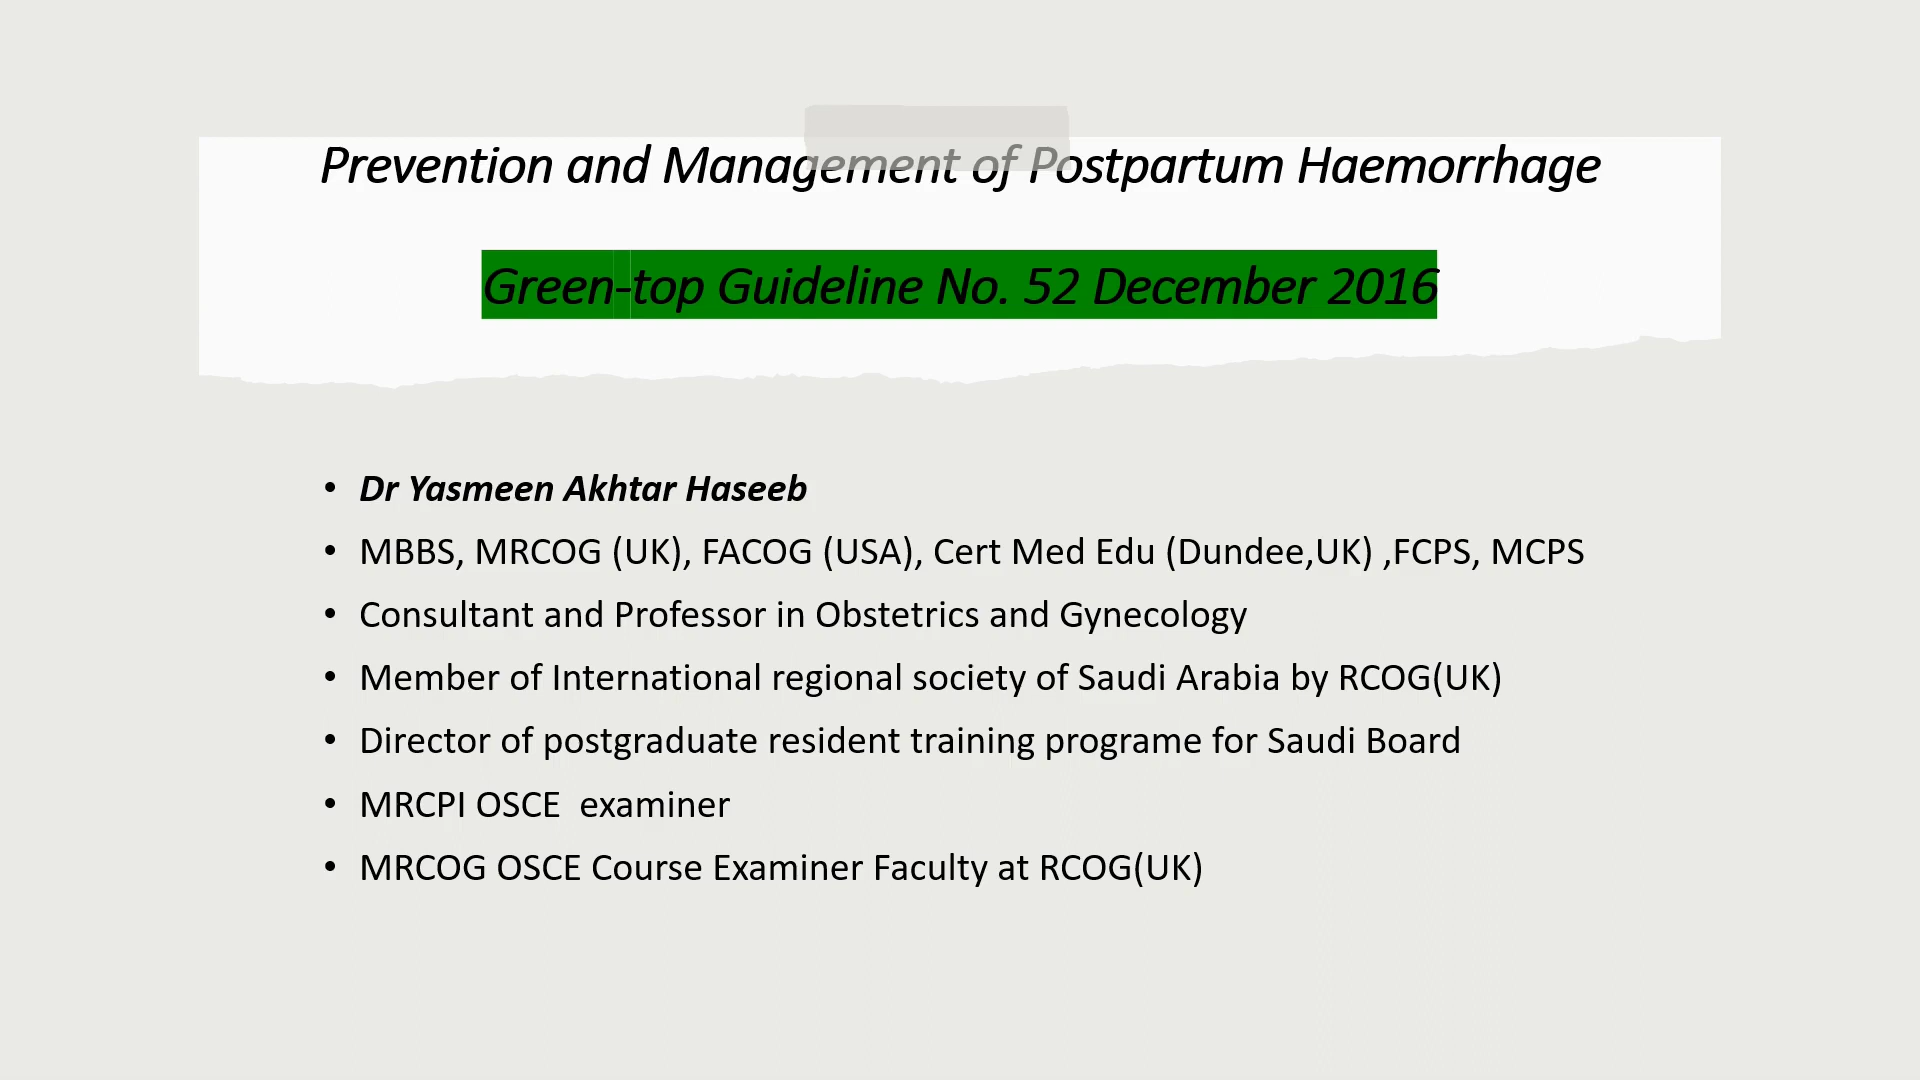 Prevention and Management of Postpartum Haemorrhage
Green-top Guideline No. 52 December 2016
• Dr Yasmeen Akhtar Haseeb
• MBBS, MRCOG (UK), FACOG (USA), Cert Med Edu (Dundee,UK) ,FCPS, MCPS
• Consultant and Professor in Obstetrics and Gynecology
• Member of International regional society of Saudi Arabia by RCOG(UK)
• Director of postgraduate resident training programe for Saudi Board
• MRCPI OSCE  examiner
• MRCOG OSCE Course Examiner Faculty at RCOG(UK)